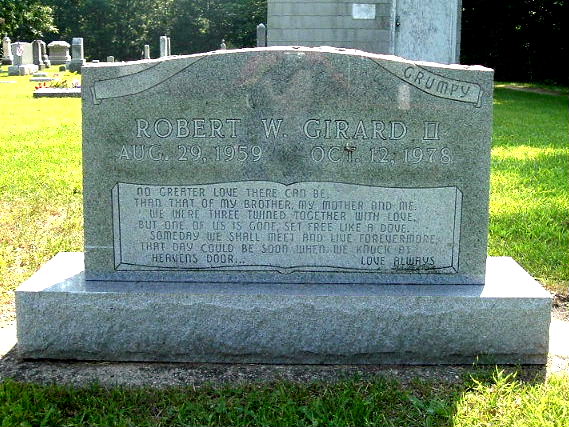 GRUMPY
ROBERT W. GIRARD II
AUG. 29, 1959 OCT. 12, 1978
NO GREATER LOVE THERE CAN BE,
THAN THAT OF MY BROTHER, MY MOTHER AND ME.
WE WERE THREE TWINED TOGETHER WITH LOVE,
BUT ONE OF US IS GONE, SET FREE LIKE A DOVE.
SOMEDAY WE SHALL MEET AND LIVE FOREVERMORE,
THAT DAY COULD BE SOON WHEN WE KNOCK AT
HEAVENS DOOR... LOVE ALWAYS